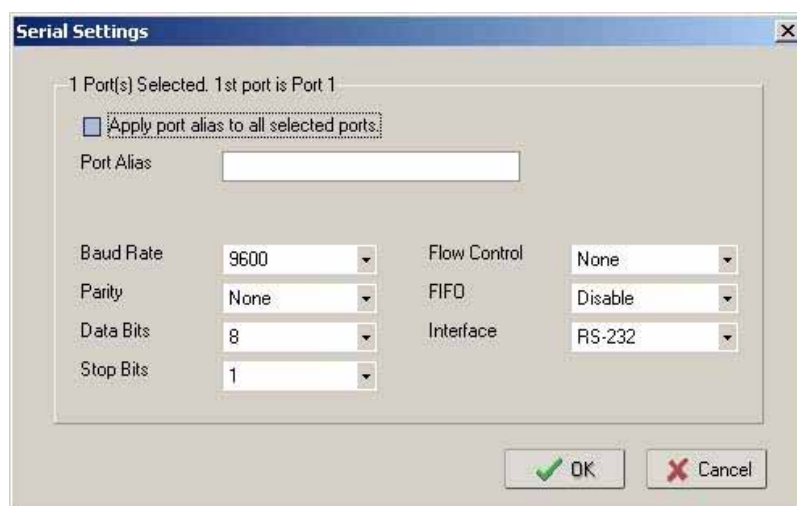 Serial Settings
1 Port(s) Selected. 1st port is Port 1
Apply port alias to all selected ports.
Port Alias
Baud Rate 9600 Flow Control None
Parity None FIFO Disable
Data Bits 8 Interface RS-232
Stop Bits 1
OK Cancel